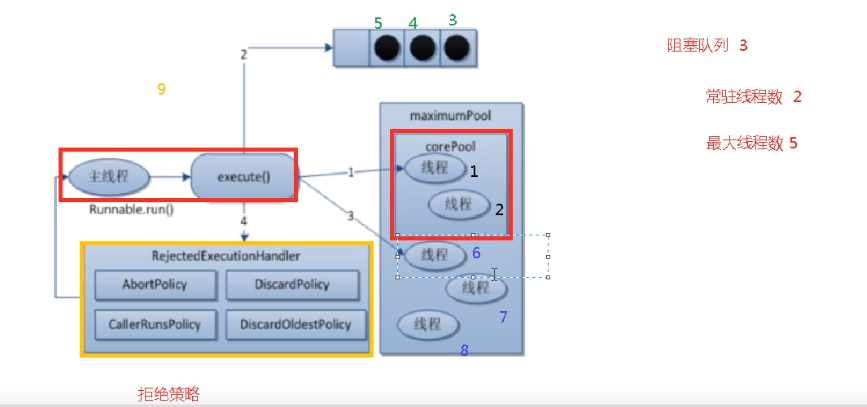 5 4 3
阻塞队列 3
2
9
常驻线程数 2
maximumPool
最大线程数 5
corePool
主线程
execute()
1
线程 1
Runnable.run()
线程 2
3
4
RejectedExecutionHandler
线程 6
AbortPolicy
DiscardPolicy
线程
7
CallerRunsPolicy
DiscardOldestPolicy
线程
8
拒绝策略